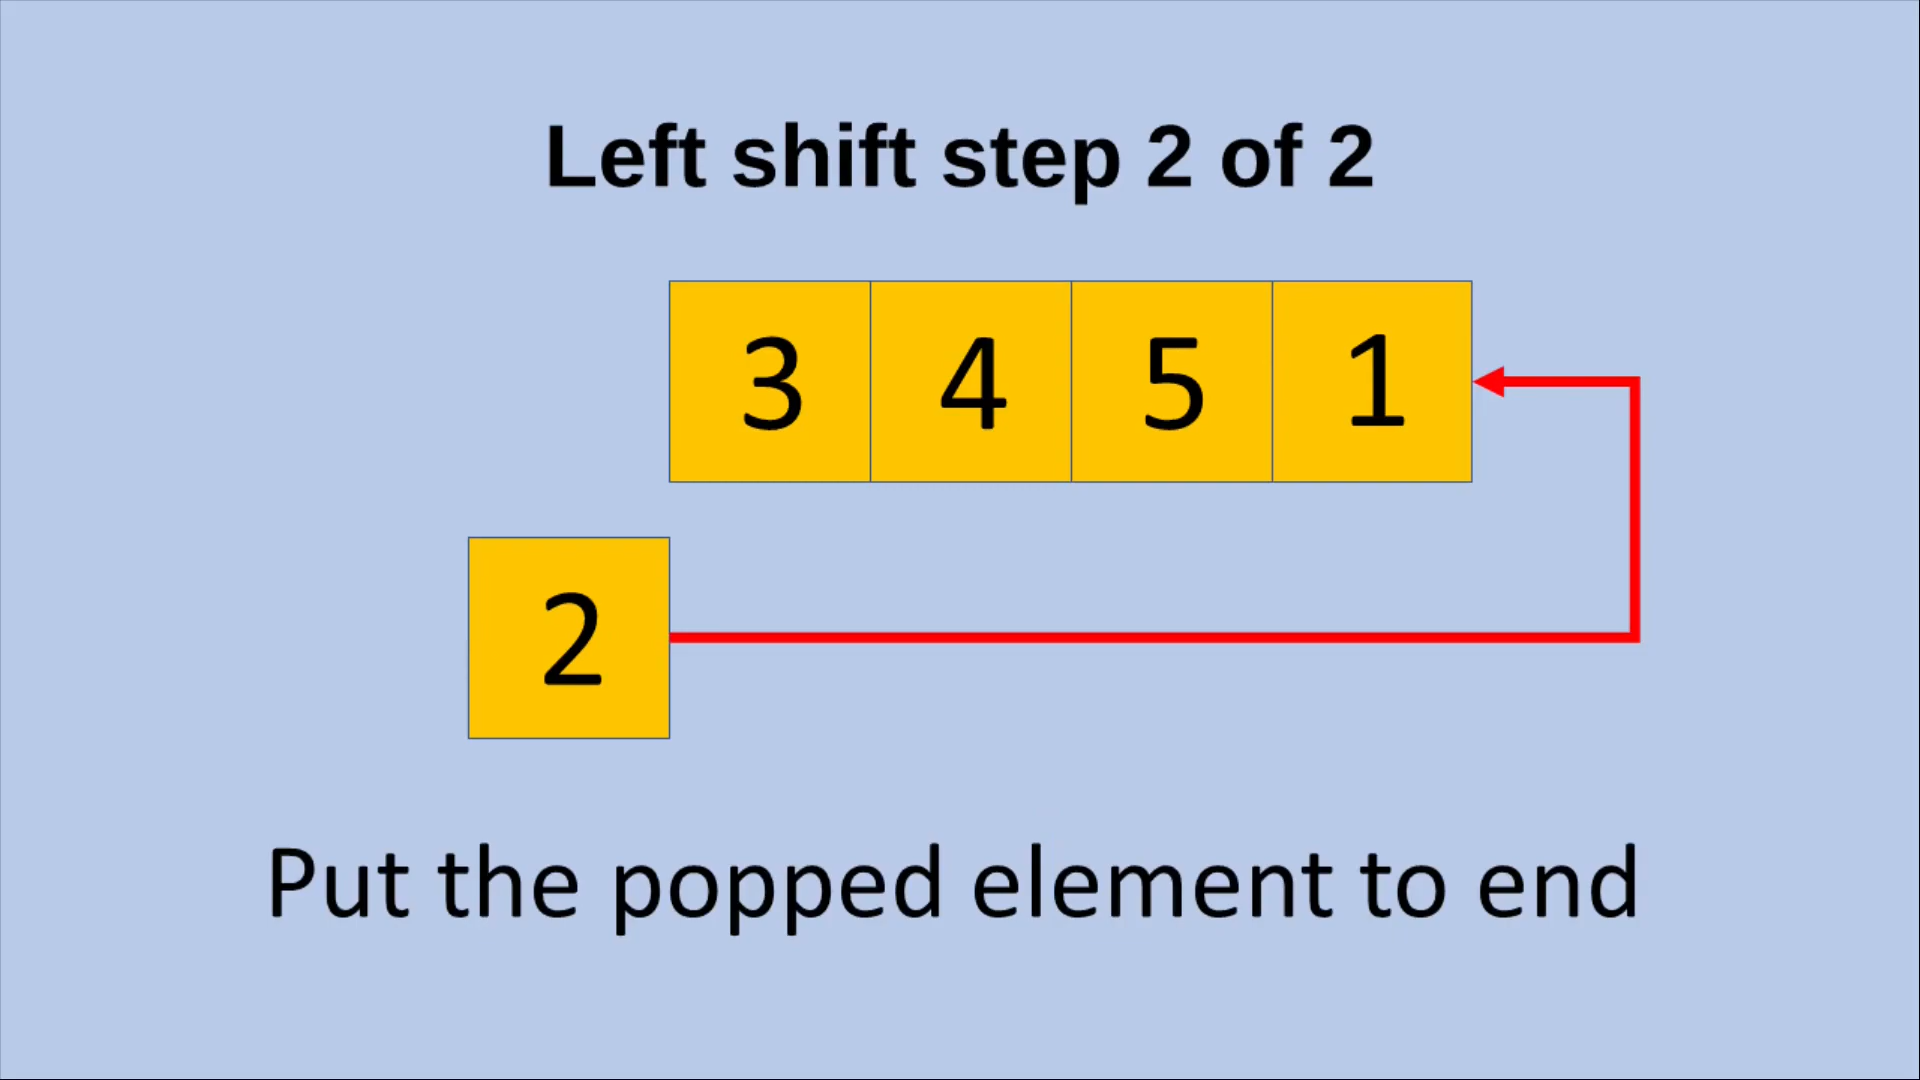 Left shift step 2 of 2
3 4 5 1
2
Put the popped element to end